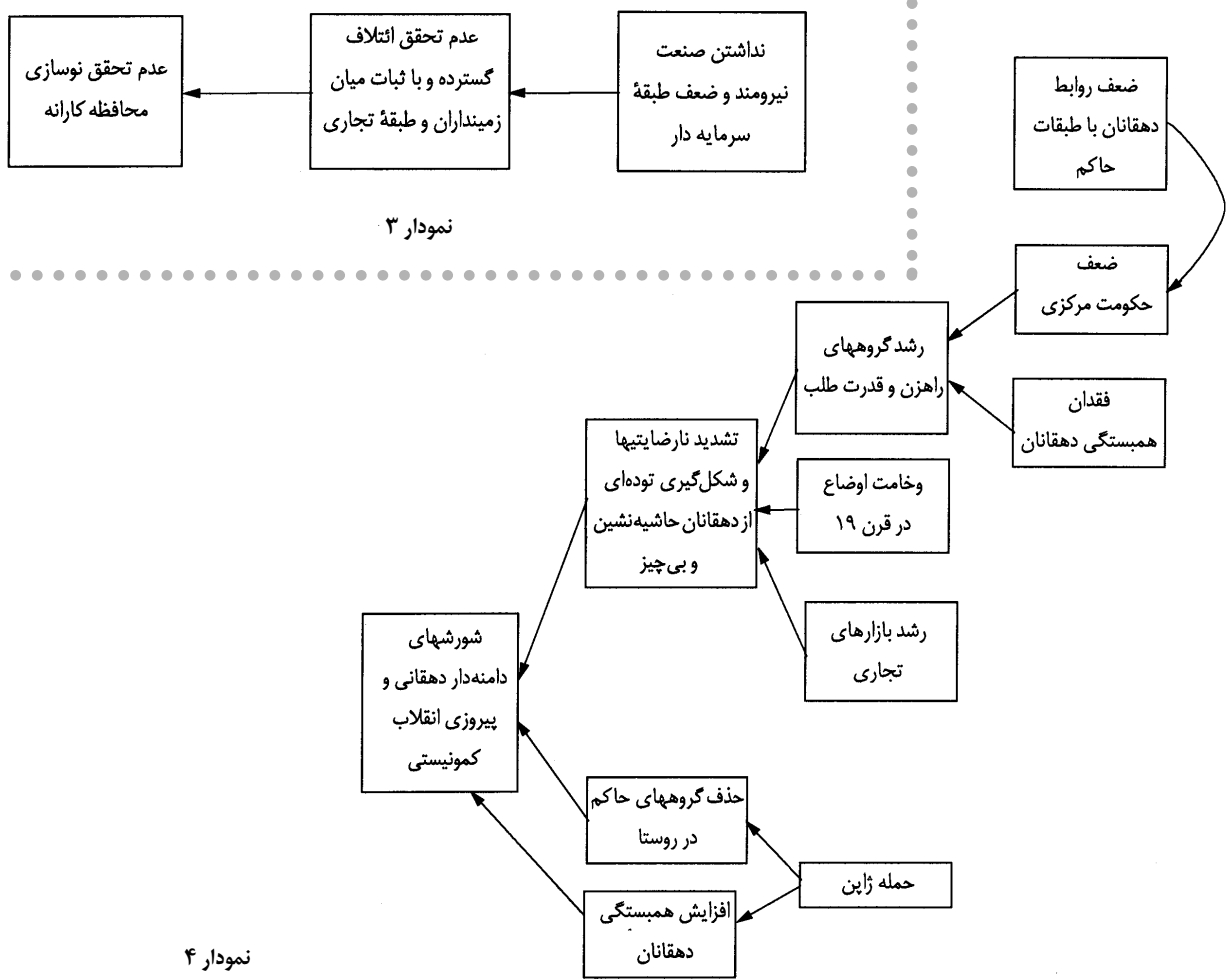 نداشتن صنعت
نیرومند و ضعف طبقهٔ
سرمایه دار
عدم تحقق ائتلاف
گسترده و با ثبات میان
زمینداران و طبقهٔ تجاری
عدم تحقق نوسازی
محافظه کارانه
نمودار ۳
ضعف روابط
دهقانان با طبقات
حاکم
ضعف
حکومت مرکزی
فقدان
همبستگی دهقانان
رشد گروههای
راهزن و قدرت طلب
وخامت اوضاع
در قرن ۱۹
رشد بازارهای
تجاری
تشدید نارضایتیها
و شکل‌گیری توده‌ای
از دهقانان حاشیه‌نشین
و بی‌چیز
شورشهای
دامنه‌دار دهقانی و
پیروزی انقلاب
کمونیستی
حذف گروههای حاکم
در روستا
حمله ژاپن
افزایش همبستگی
دهقانان
نمودار ۴